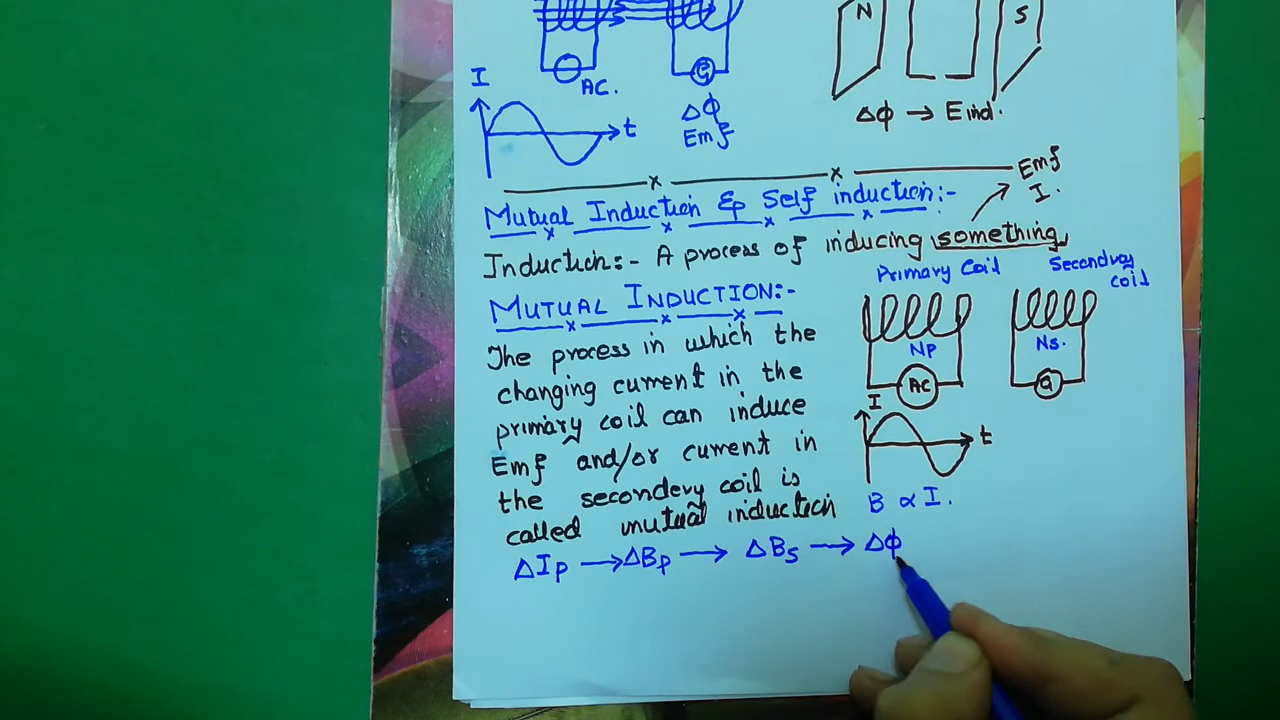 N
S
I
AC.
G
t
Δϕ
Emf
Δϕ → E ind.
Emf
I.
Mutual Induction & Self induction:-
Induction:- A process of inducing something
MUTUAL INDUCTION:-
The process in which the
changing current in the
primary coil can induce
Emf and/or current in
the secondery coil is
called mutual induction
ΔIp → ΔBp → ΔBs → Δϕ
Primary Coil
Secondry
coil
Np
Ns.
AC
G
I
t
B ∝ I.